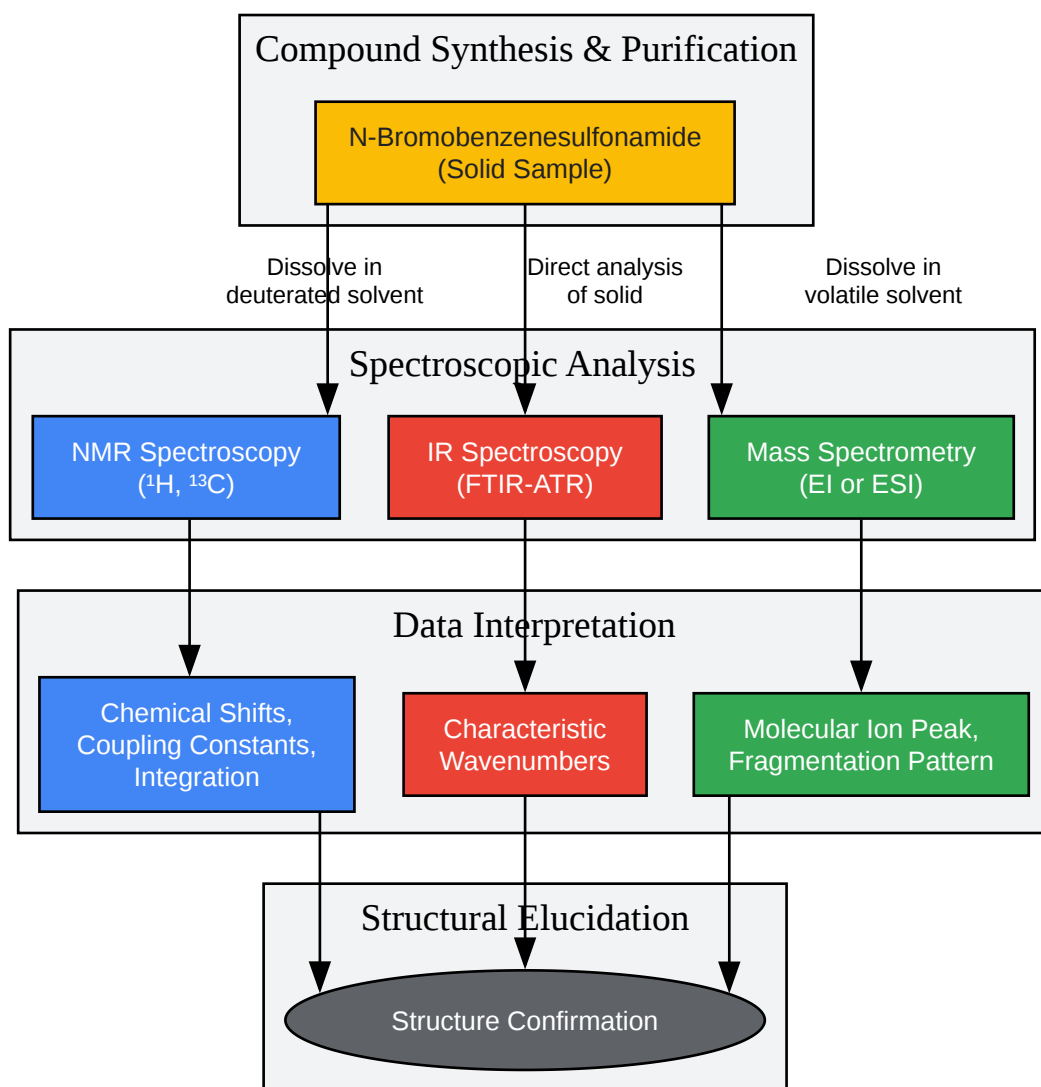 Compound Synthesis & Purification
N-Bromobenzenesulfonamide
(Solid Sample)
Dissolve in
deuterated solvent
Direct analysis
of solid
Dissolve in
volatile solvent
Spectroscopic Analysis
NMR Spectroscopy
(¹H, ¹³C)
IR Spectroscopy
(FTIR-ATR)
Mass Spectrometry
(EI or ESI)
Data Interpretation
Chemical Shifts,
Coupling Constants,
Integration
Characteristic
Wavenumbers
Molecular Ion Peak,
Fragmentation Pattern
Structural Elucidation
Structure Confirmation